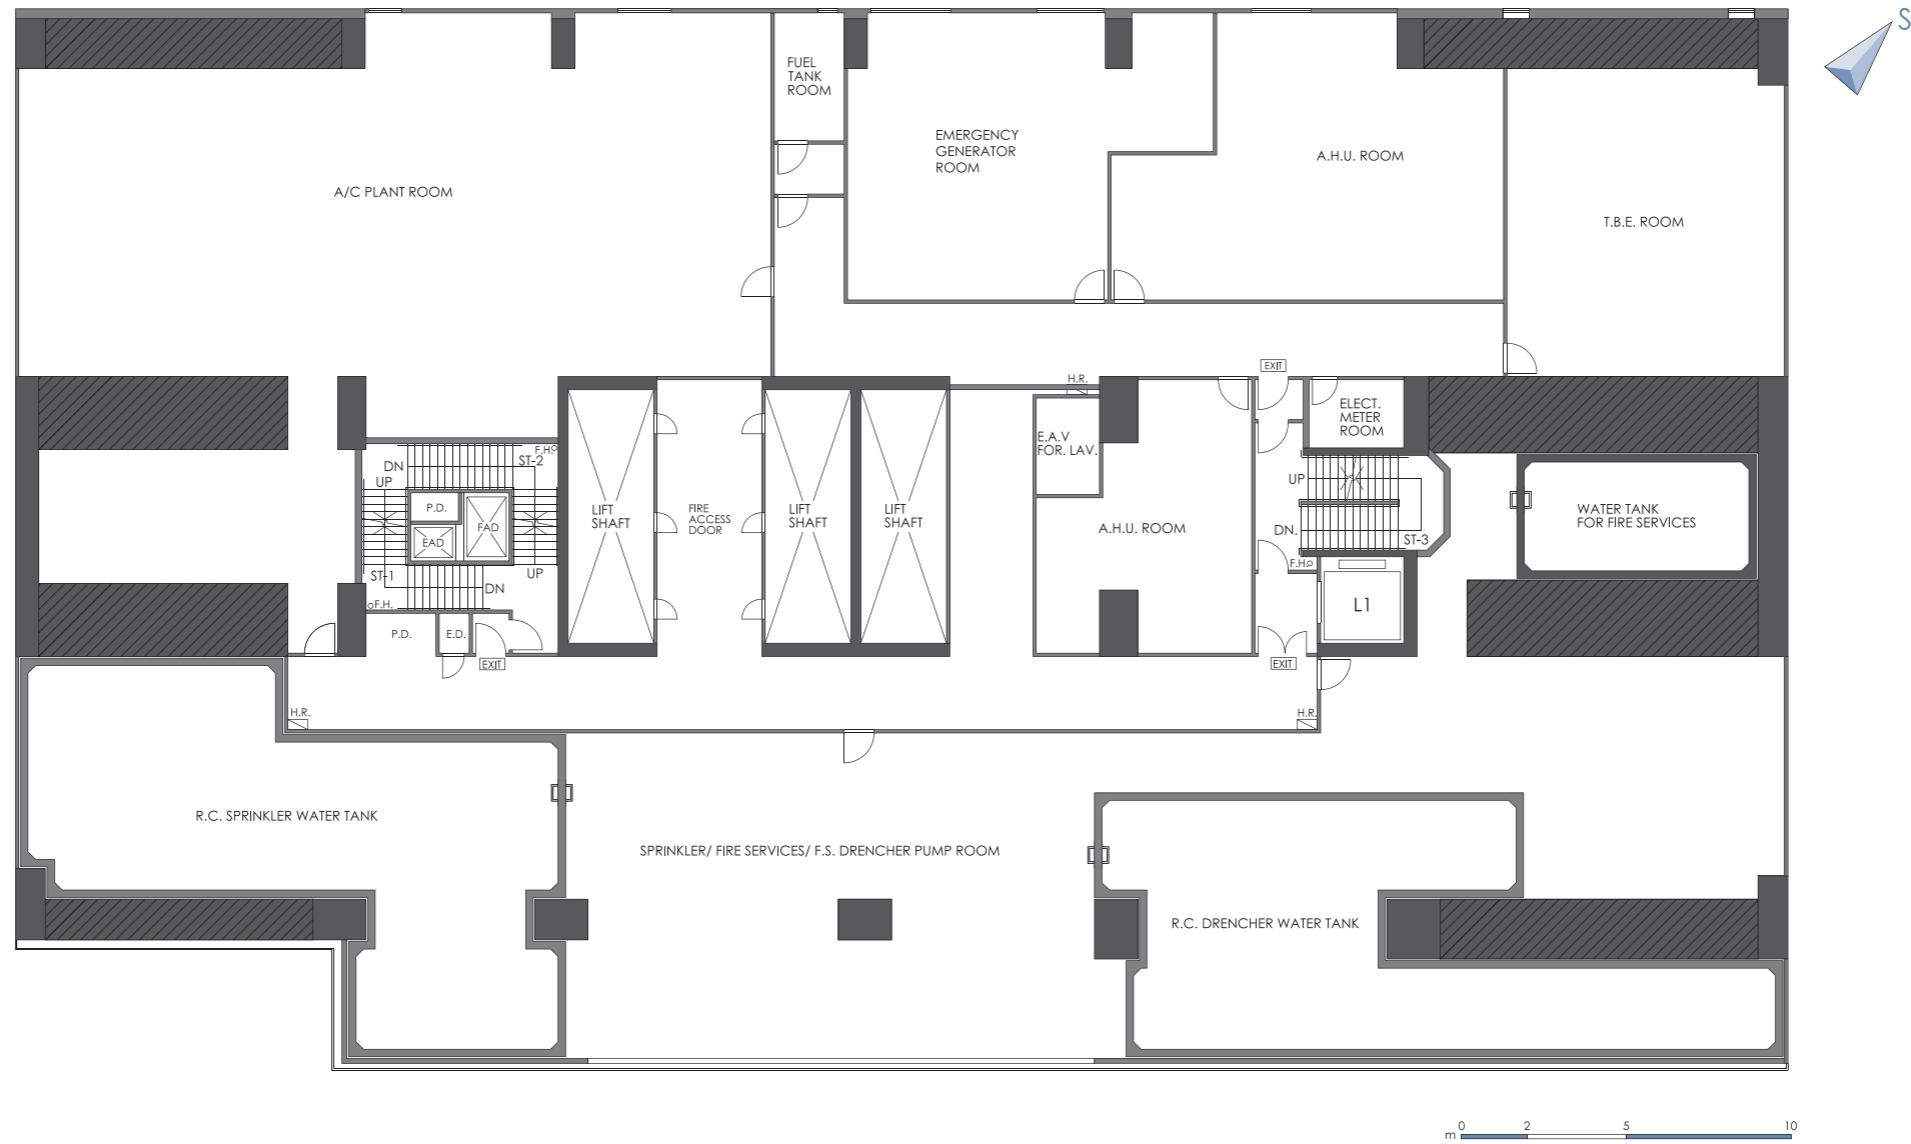 S
FUEL
TANK
ROOM
EMERGENCY
GENERATOR
ROOM
A.H.U. ROOM
A/C PLANT ROOM
T.B.E. ROOM
EXIT
H.R.
ELECT.
METER
ROOM
E.A.V
FOR. LAV.
F.H.
ST-2
DN
UP
UP
P.D.
FAD
EAD
LIFT
SHAFT
FIRE
ACCESS
DOOR
LIFT
SHAFT
LIFT
SHAFT
A.H.U. ROOM
DN.
ST-3
WATER TANK
FOR FIRE SERVICES
F.H.
ST-1
UP
DN
F.H.
L1
P.D.
E.D.
EXIT
EXIT
H.R.
H.R.
R.C. SPRINKLER WATER TANK
SPRINKLER/ FIRE SERVICES/ F.S. DRENCHER PUMP ROOM
R.C. DRENCHER WATER TANK
m 0 2 5 10